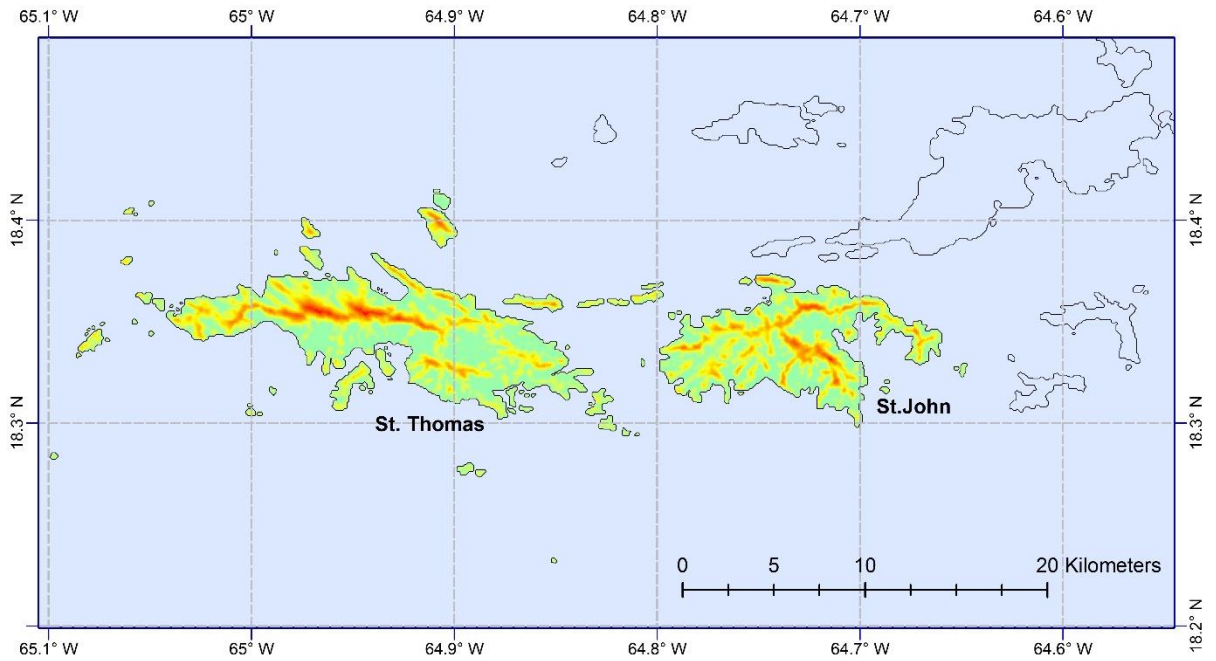 65.1° W 65° W 64.9° W 64.8° W 64.7° W 64.6° W
18.4° N 18.4° N
18.3° N 18.3° N
St. Thomas
St.John
0 5 10 20 Kilometers
18.2° N
65.1° W 65° W 64.9° W 64.8° W 64.7° W 64.6° W